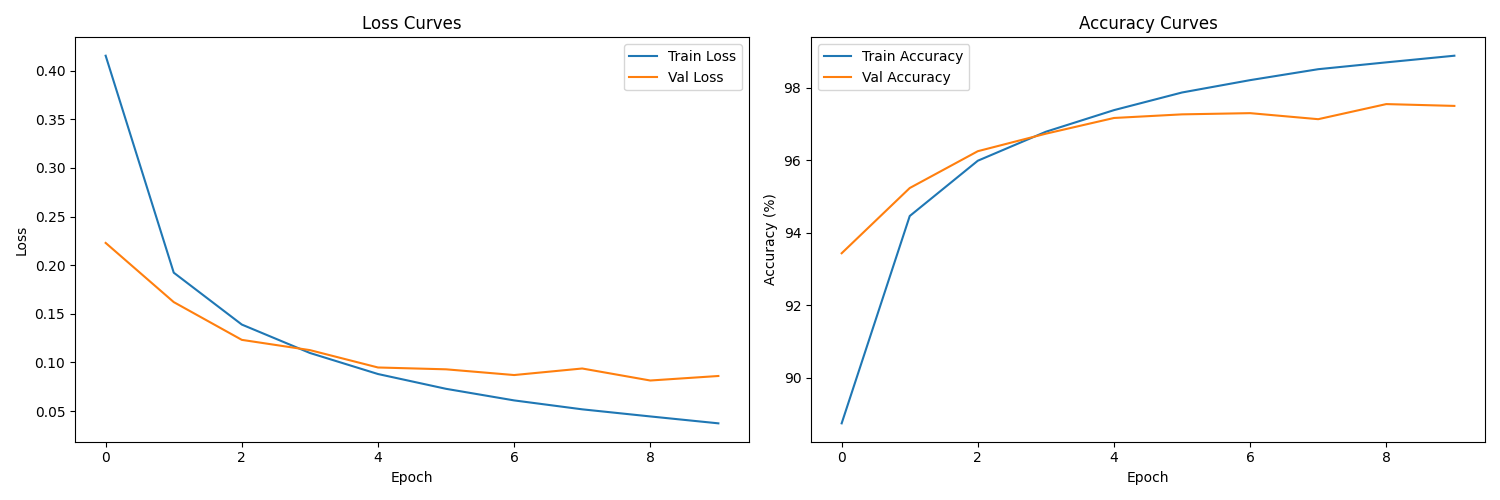 Loss Curves
Train Loss
Val Loss
0.40
0.35
0.30
0.25
0.20
0.15
0.10
0.05
Loss
0 2 4 6 8
Epoch
Accuracy Curves
Train Accuracy
Val Accuracy
98
96
94
92
90
Accuracy (%)
0 2 4 6 8
Epoch